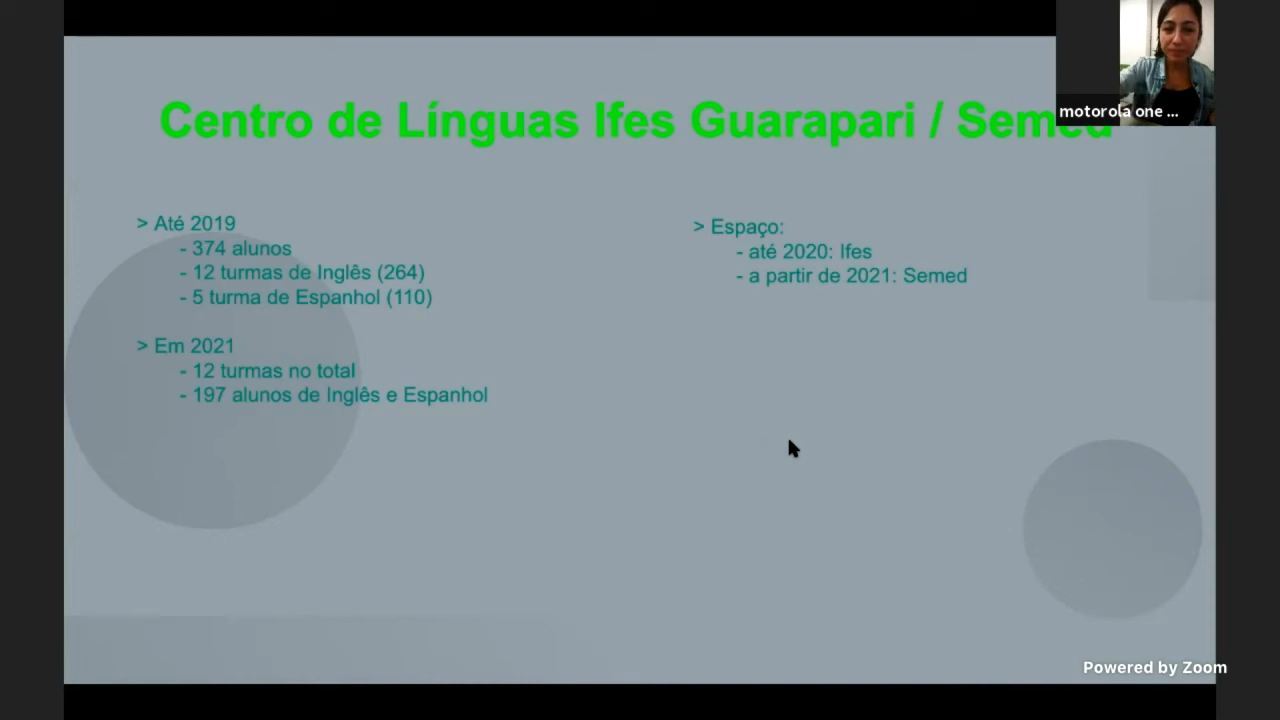 Centro de Línguas Ifes Guarapari / Semed
motorola one ...
> Até 2019
- 374 alunos
- 12 turmas de Inglês (264)
- 5 turma de Espanhol (110)
> Em 2021
- 12 turmas no total
- 197 alunos de Inglês e Espanhol
> Espaço:
- até 2020: Ifes
- a partir de 2021: Semed
Powered by Zoom